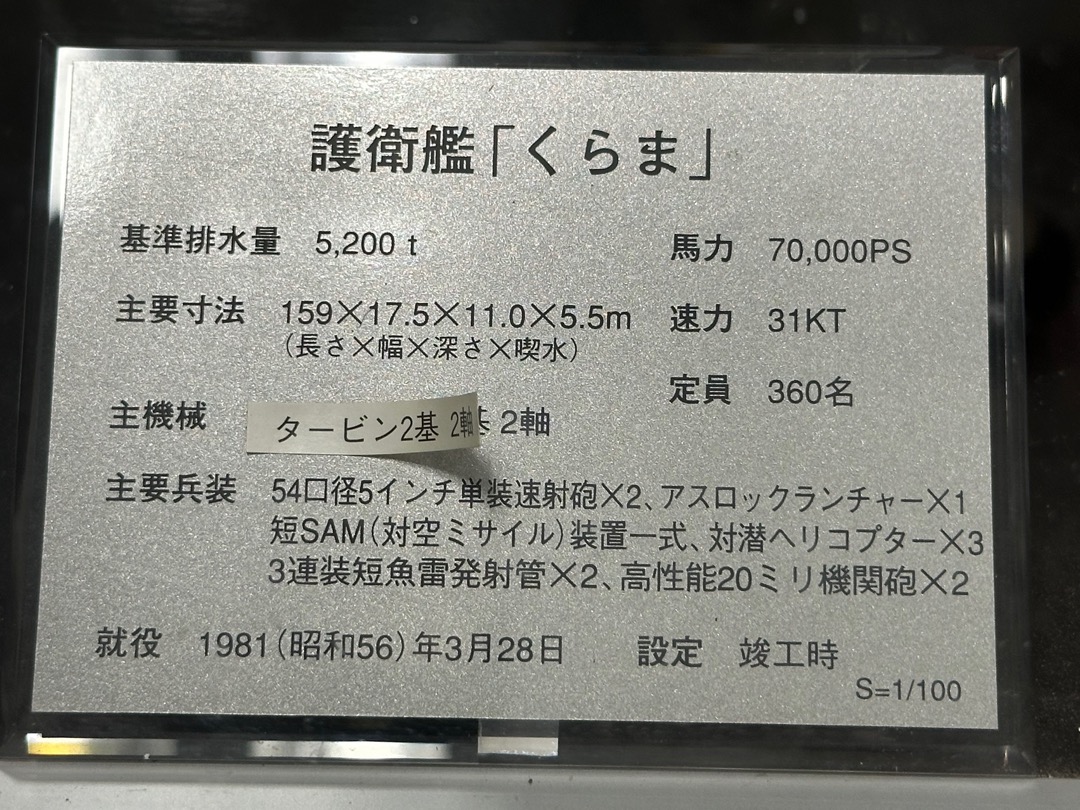 護衛艦「くらま」
基準排水量 5,200 t
主要寸法 159×17.5×11.0×5.5m
(長さ×幅×深さ×喫水)
主機械 タービン2基 2軸 基 2軸
主要兵装 54口径5インチ単装速射砲×2、アスロックランチャー×1
短SAM(対空ミサイル)装置一式、対潜ヘリコプター×3
3連装短魚雷発射管×2、高性能20ミリ機関砲×2
馬力 70,000PS
速力 31KT
定員 360名
就役 1981(昭和56)年3月28日 設定 竣工時
S=1/100